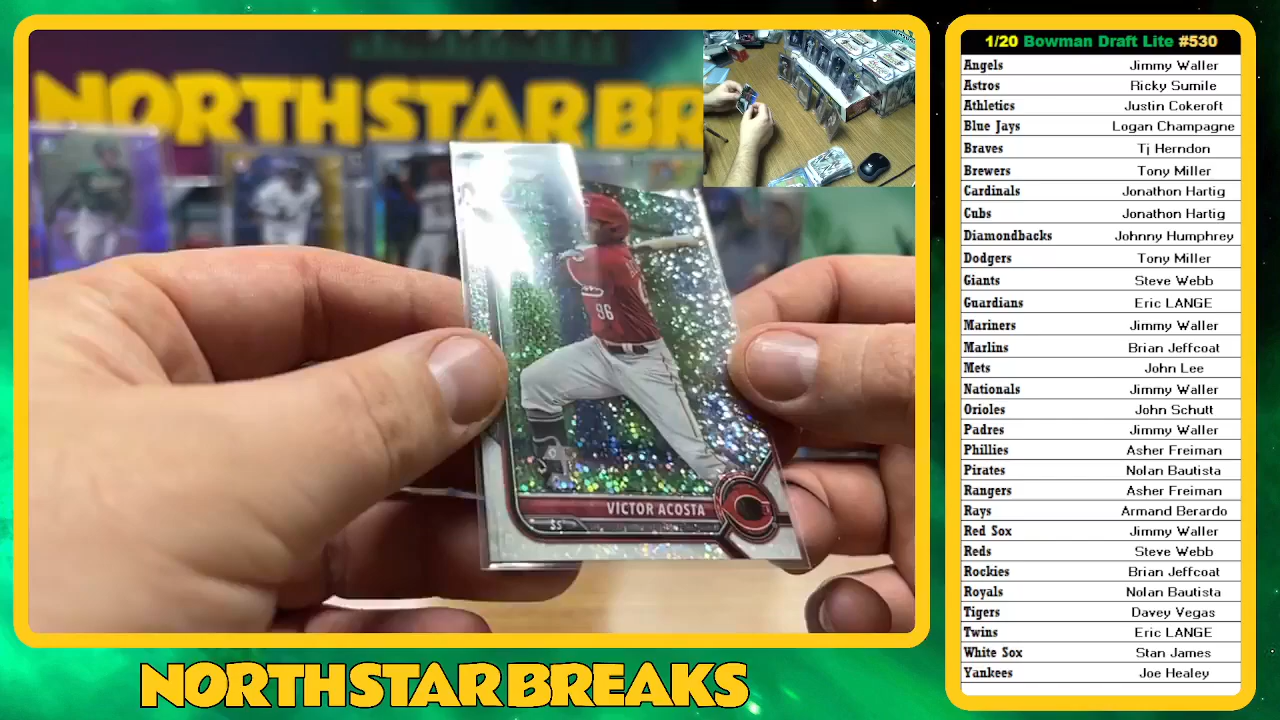 NORTHSTAR BREAKS
96
VICTOR ACOSTA
SS
NORTHSTAR BREAKS
1/20 Bowman Draft Lite #530
Angels Jimmy Waller
Astros Ricky Sumile
Athletics Justin Cokeroft
Blue Jays Logan Champagne
Braves Tj Herndon
Brewers Tony Miller
Cardinals Jonathon Hartig
Cubs Jonathon Hartig
Diamondbacks Johnny Humphrey
Dodgers Tony Miller
Giants Steve Webb
Guardians Eric LANGE
Mariners Jimmy Waller
Marlins Brian Jeffcoat
Mets John Lee
Nationals Jimmy Waller
Orioles John Schutt
Padres Jimmy Waller
Phillies Asher Freiman
Pirates Nolan Bautista
Rangers Asher Freiman
Rays Armand Berardo
Red Sox Jimmy Waller
Reds Steve Webb
Rockies Brian Jeffcoat
Royals Nolan Bautista
Tigers Davey Vegas
Twins Eric LANGE
White Sox Stan James
Yankees Joe Healey